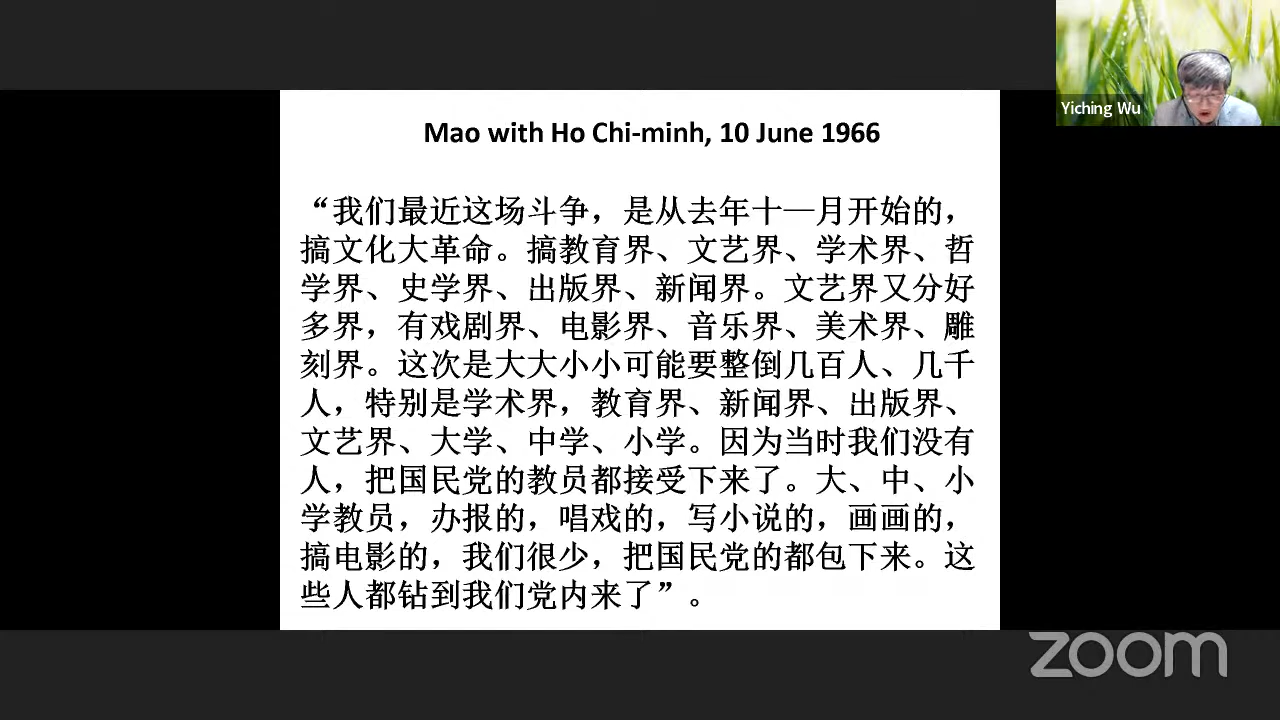 Yiching Wu
Mao with Ho Chi-minh, 10 June 1966
“我们最近这场斗争，是从去年十一月开始的，
搞文化大革命。搞教育界、文艺界、学术界、哲
学界、史学界、出版界、新闻界。文艺界又分好
多界，有戏剧界、电影界、音乐界、美术界、雕
刻界。这次是大大小小可能要整倒几百人、几千
人，特别是学术界，教育界、新闻界、出版界、
文艺界、大学、中学、小学。因为当时我们没有
人，把国民党的教员都接受下来了。大、中、小
学教员，办报的，唱戏的，写小说的，画画的，
搞电影的，我们很少，把国民党的都包下来。这
些人都钻到我们党内来了”。
zoom